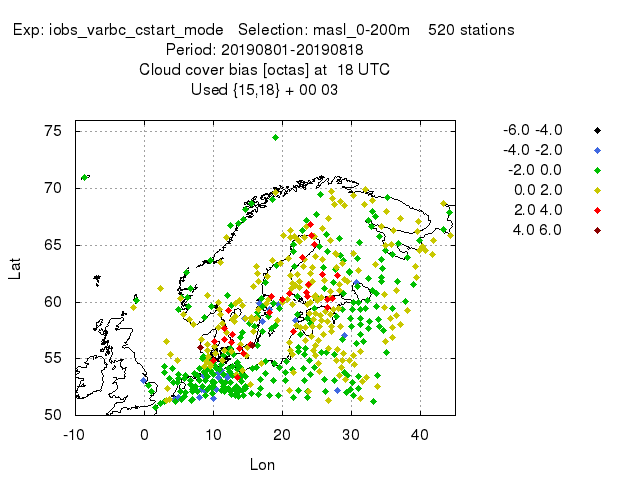 Exp: iobs_varbc_cstart_mode   Selection: masl_0-200m    520 stations
Period: 20190801-20190818
Cloud cover bias [octas] at  18 UTC
Used {15,18} + 00 03
-6.0 -4.0
-4.0 -2.0
-2.0 0.0
0.0 2.0
2.0 4.0
4.0 6.0
Lat
75
70
65
60
55
50
-10 0 10 20 30 40
Lon